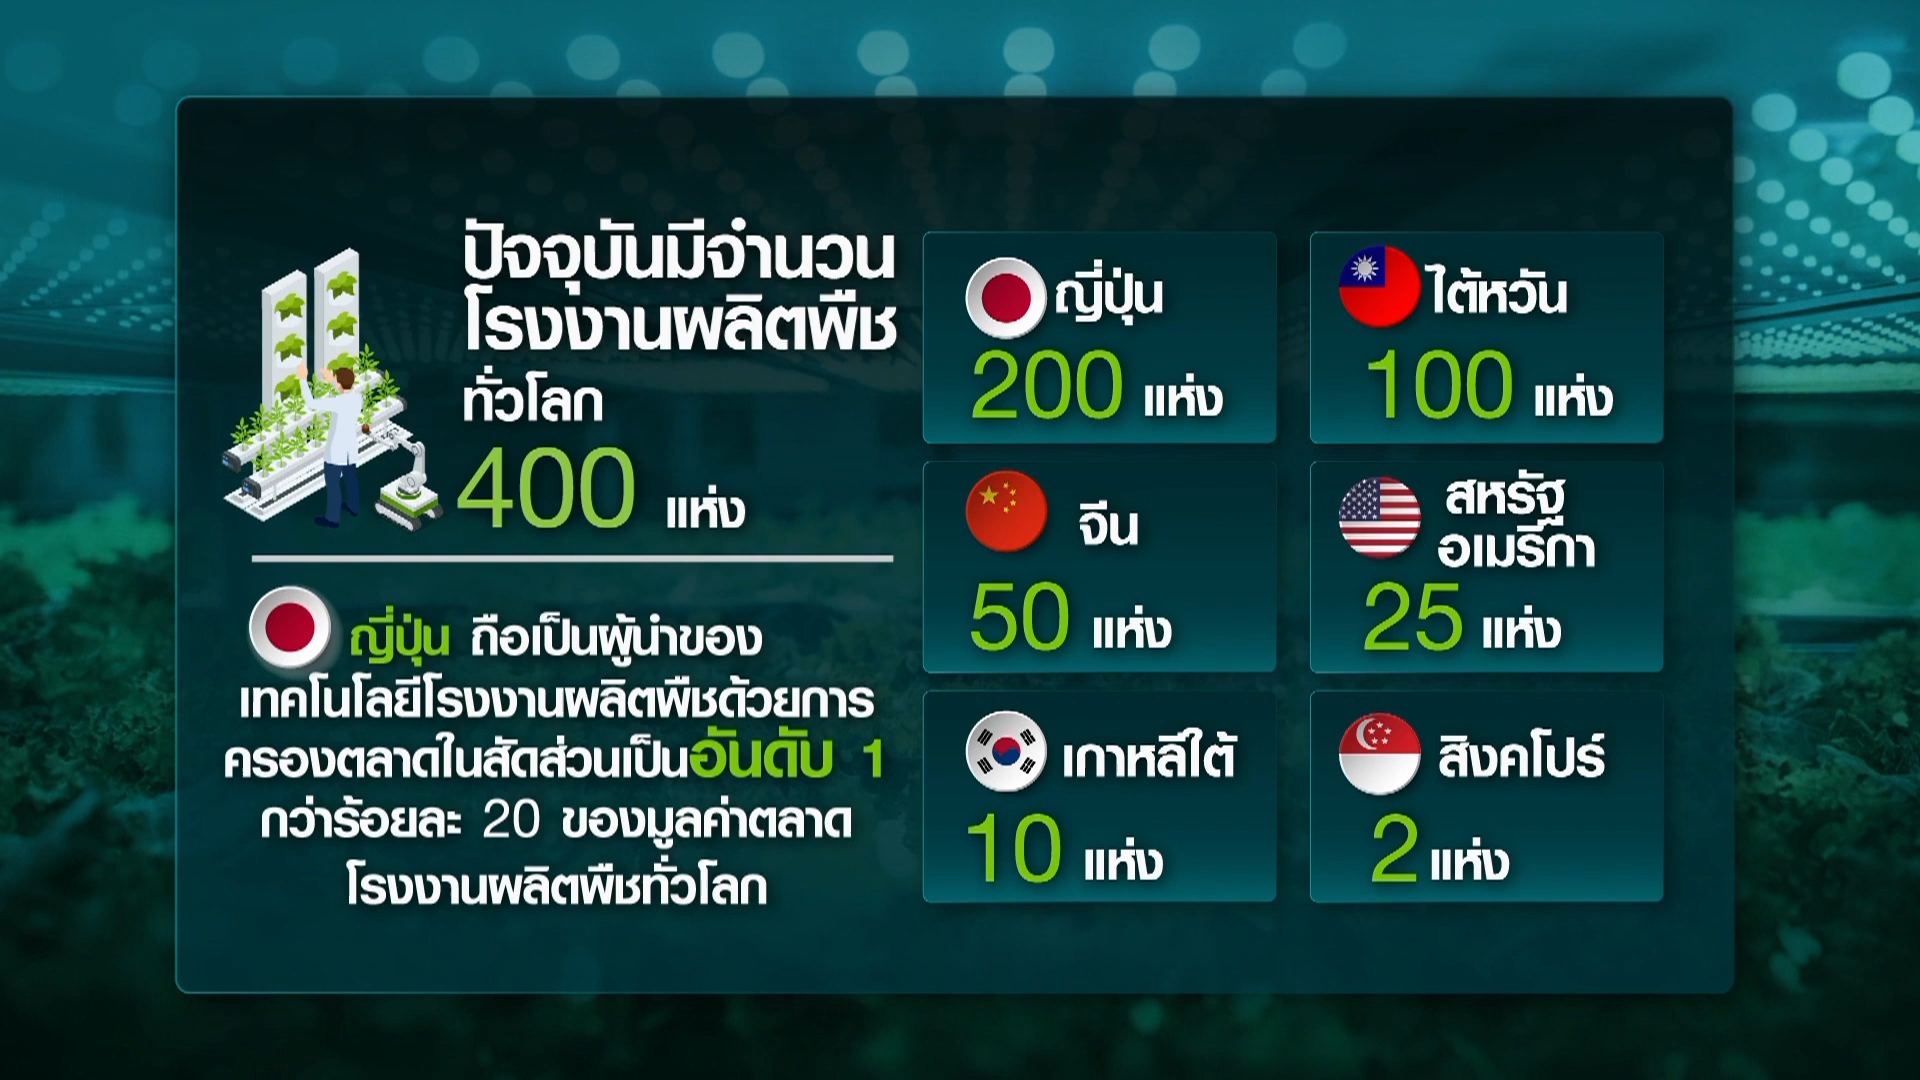 ปัจจุบันมีจำนวน
โรงงานผลิตพืช
ทั่วโลก
400 แห่ง
ญี่ปุ่น ถือเป็นผู้นำของ
เทคโนโลยีโรงงานผลิตพืชด้วยการ
ครองตลาดในสัดส่วนเป็นอันดับ 1
กว่าร้อยละ 20 ของมูลค่าตลาด
โรงงานผลิตพืชทั่วโลก
ญี่ปุ่น
200 แห่ง
ไต้หวัน
100 แห่ง
จีน
50 แห่ง
สหรัฐ
อเมริกา
25 แห่ง
เกาหลีใต้
10 แห่ง
สิงคโปร์
2 แห่ง